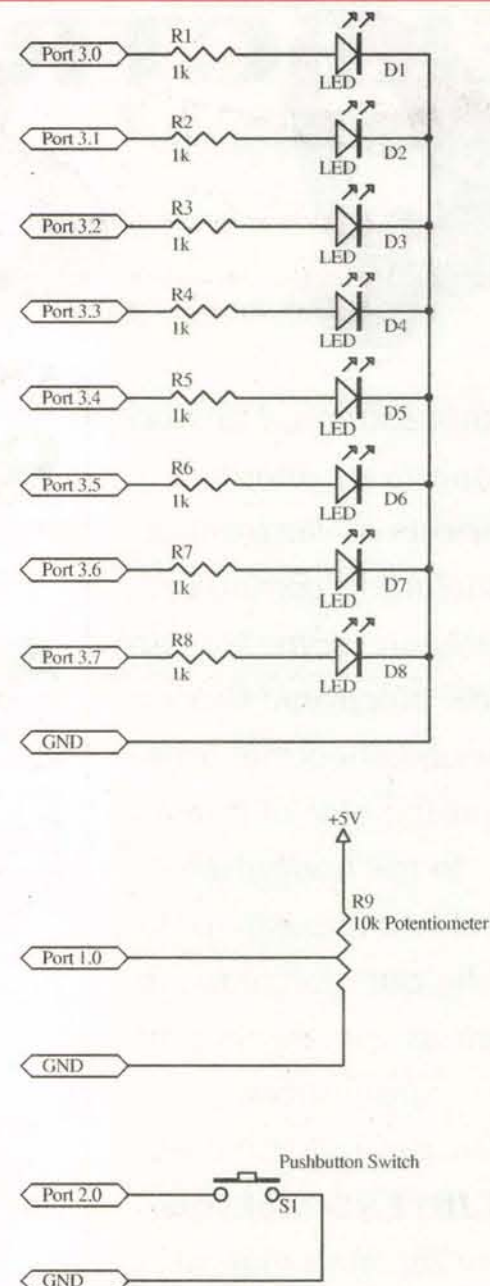 R1
Port 3.0
1k
LED
D1
R2
Port 3.1
1k
LED
D2
R3
Port 3.2
1k
LED
D3
R4
Port 3.3
1k
LED
D4
R5
Port 3.4
1k
LED
D5
R6
Port 3.5
1k
LED
D6
R7
Port 3.6
1k
LED
D7
R8
Port 3.7
1k
LED
D8
GND
+5V
R9
10k Potentiometer
Port 1.0
GND
Pushbutton Switch
Port 2.0
S1
GND